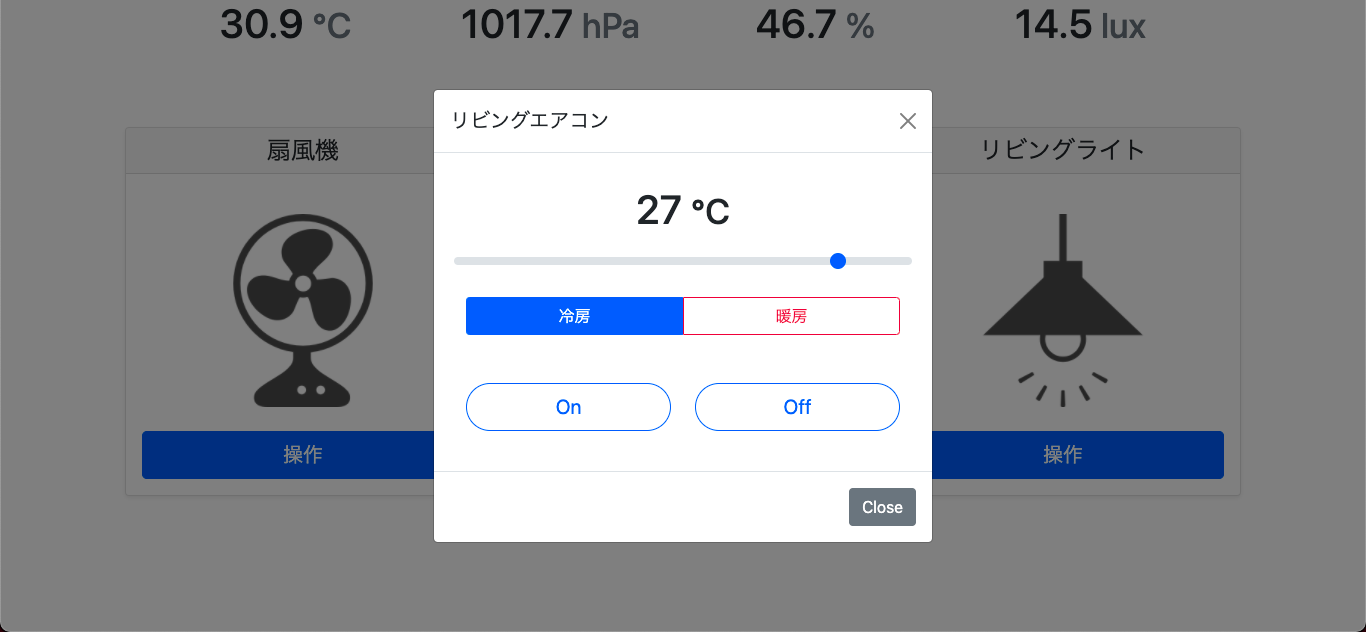 30.9 °C 1017.7 hPa 46.7 % 14.5 lux
リビングエアコン
扇風機
リビングライト
27 °C
冷房 暖房
On Off
操作 操作
Close